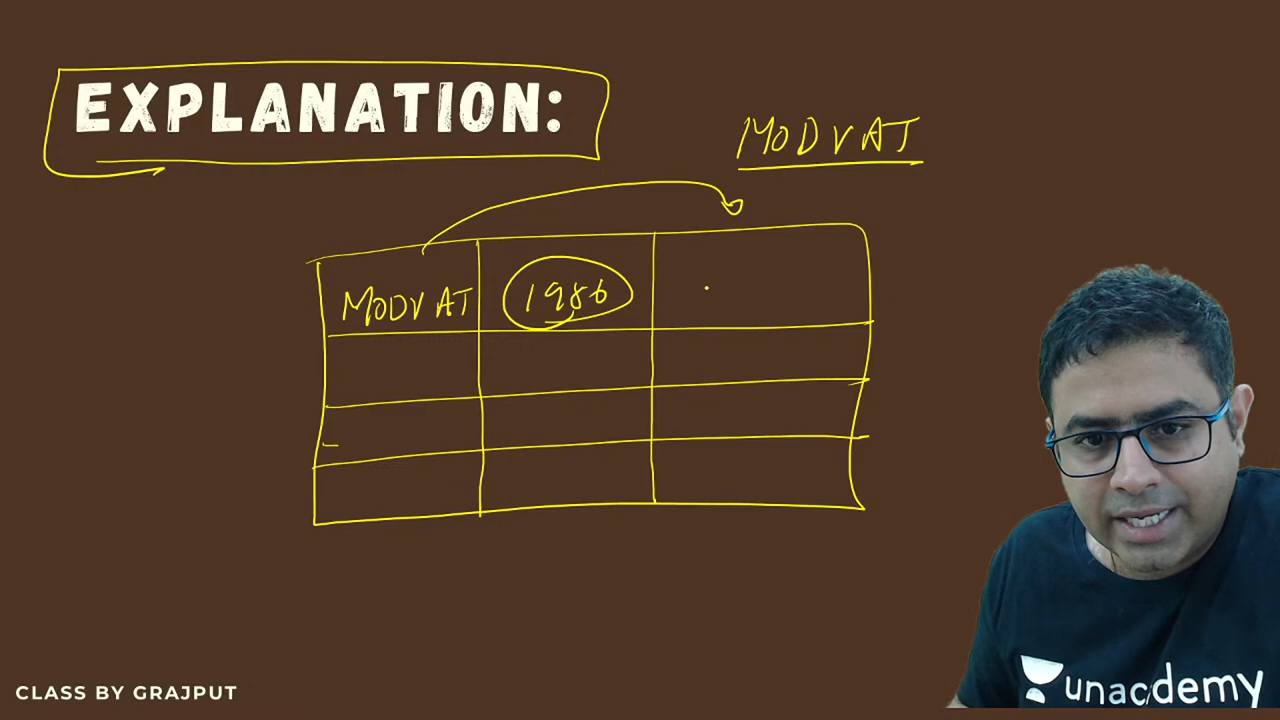 EXPLANATION:
MODVAT
MODVAT 1986
unacademy
CLASS BY GRAJPUT